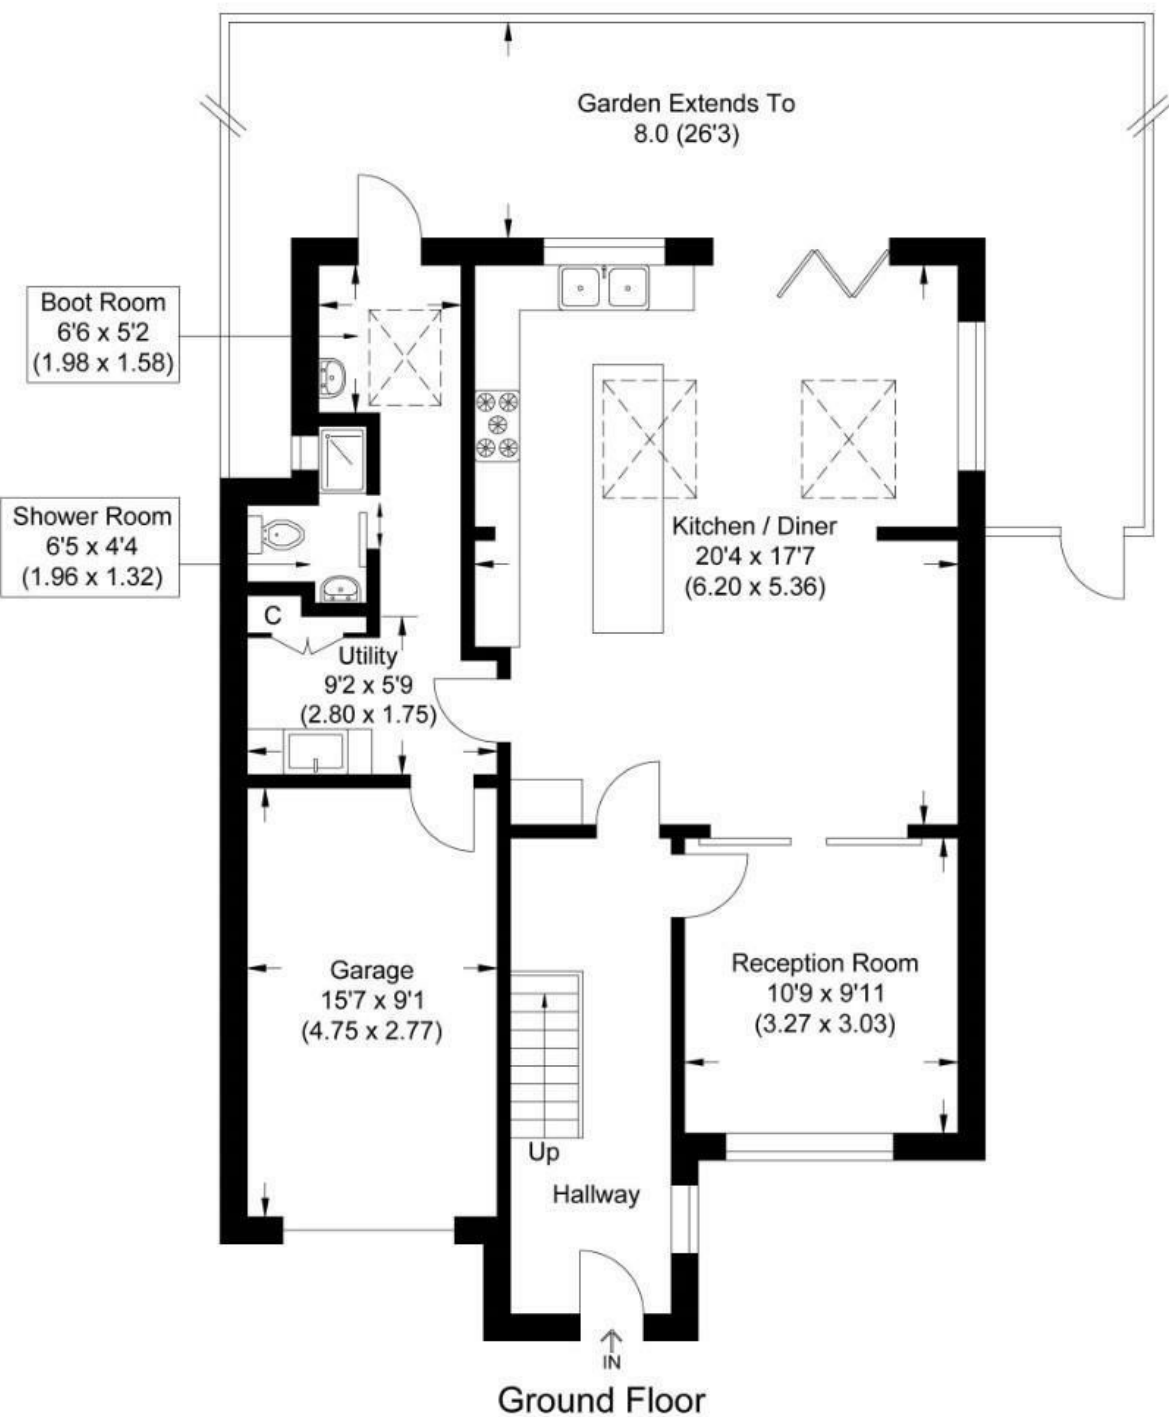 Garden Extends To
8.0 (26'3)
Boot Room
6'6 x 5'2
(1.98 x 1.58)
Shower Room
6'5 x 4'4
(1.96 x 1.32)
Kitchen / Diner
20'4 x 17'7
(6.20 x 5.36)
C
Utility
9'2 x 5'9
(2.80 x 1.75)
Garage
15'7 x 9'1
(4.75 x 2.77)
Reception Room
10'9 x 9'11
(3.27 x 3.03)
Up
Hallway
IN
Ground Floor